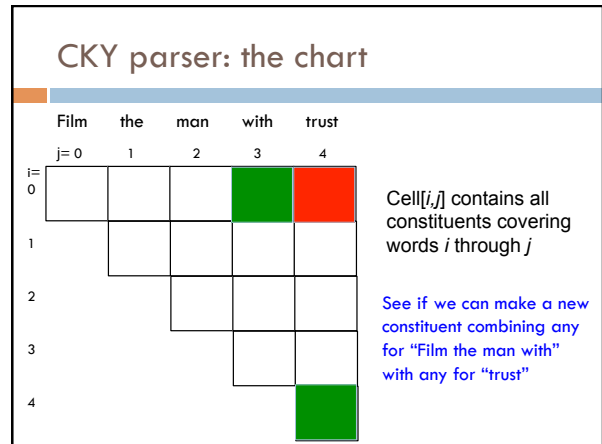 CKY parser: the chart
Film the man with trust
j= 0 1 2 3 4
i=
0
1
2
3
4
Cell[i,j] contains all
constituents covering
words i through j
See if we can make a new
constituent combining any
for “Film the man with”
with any for “trust”